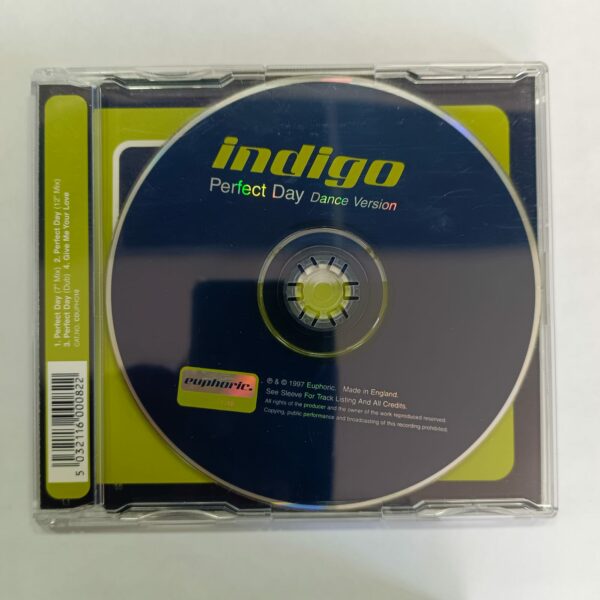 indigo
Perfect Day Dance Version
euphoric.
℗ & © 1997 Euphoric. Made in England.
See Sleeve For Track Listing And All Credits.
All rights of the producer and the owner of the work reproduced reserved.
Copying, public performance and broadcasting of this recording prohibited.
1. Perfect Day (7" Mix) 2. Perfect Day (12" Mix)
3. Perfect Day (Dub) 4. Give Me Your Love
CAT.NO. CDUPHO10
5 032116 000822